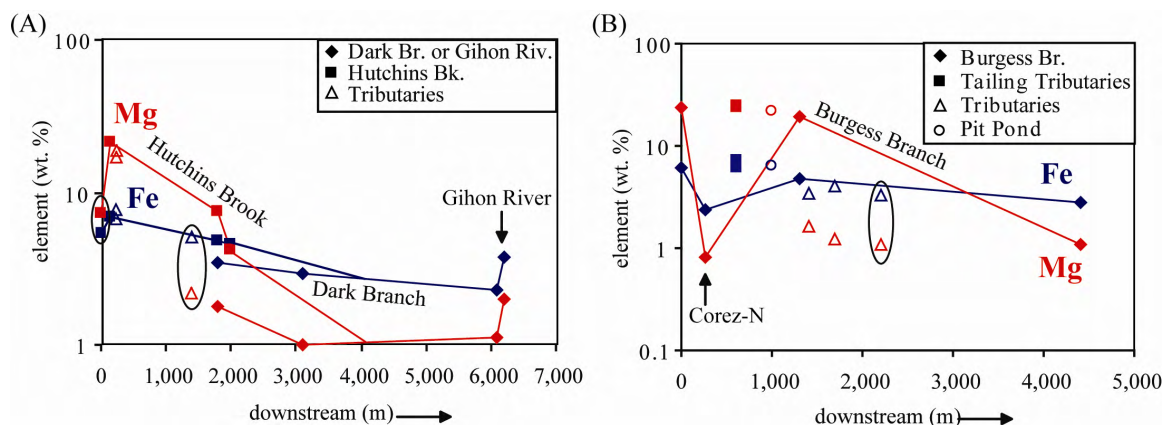 (A)
100
10
1
element (wt. %)
0
1,000
2,000
3,000
4,000
5,000
6,000
7,000
downstream (m)
Dark Br. or Gihon Riv.
Hutchins Bk.
Tributaries
Mg
Fe
Hutchins Brook
Dark Branch
Gihon River
(B)
100
10
1
0.1
element (wt. %)
0
1,000
2,000
3,000
4,000
5,000
downstream (m)
Burgess Br.
Tailing Tributaries
Tributaries
Pit Pond
Burgess Branch
Fe
Mg
Corez-N